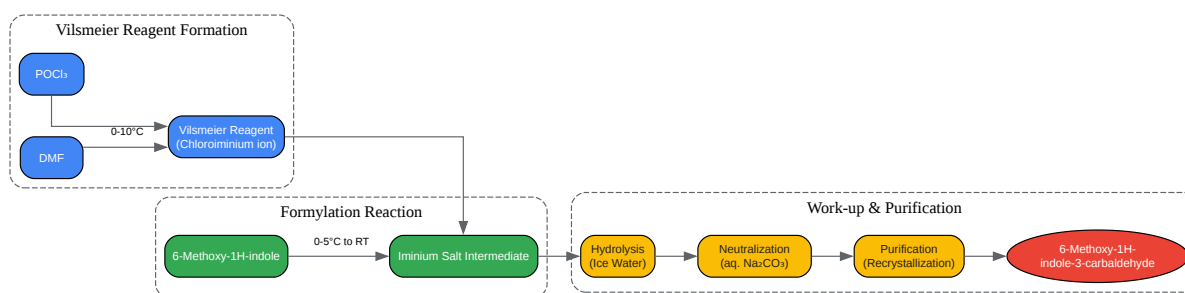 Vilsmeier Reagent Formation
POCl₃
0-10°C
Vilsmeier Reagent
(Chloroiminium ion)
DMF
Formylation Reaction
6-Methoxy-1H-indole
0-5°C to RT
Iminium Salt Intermediate
Work-up & Purification
Hydrolysis
(Ice Water)
Neutralization
(aq. Na₂CO₃)
Purification
(Recrystallization)
6-Methoxy-1H-
indole-3-carbaldehyde